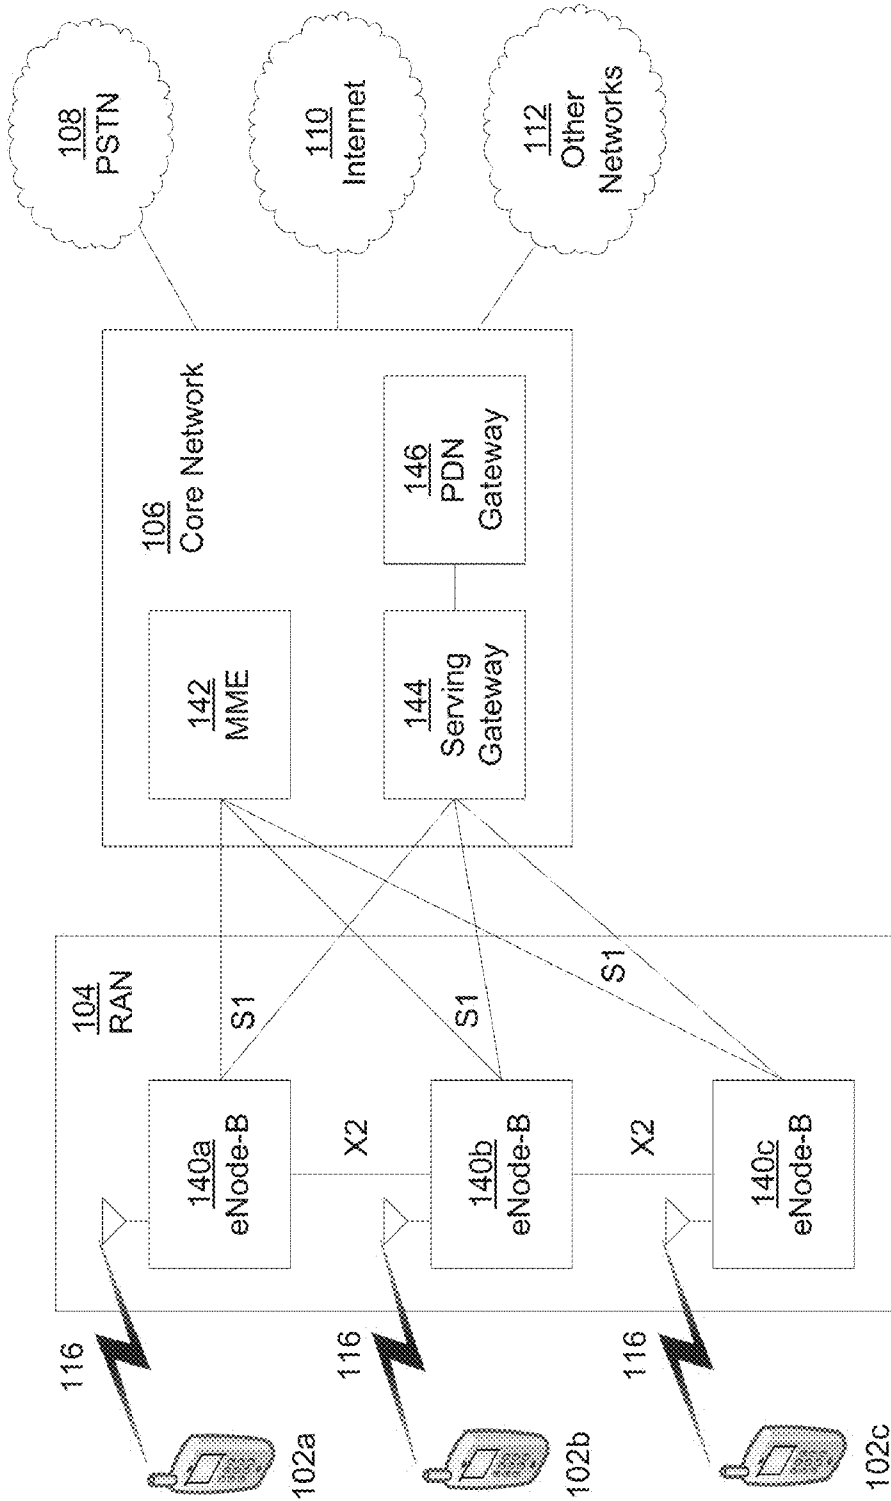 102a
116
104
RAN
140a
eNode-B
S1
142
MME
106
Core Network
108
PSTN
X2
102b
116
140b
eNode-B
S1
144
Serving
Gateway
146
PDN
Gateway
110
Internet
X2
102c
116
140c
eNode-B
S1
112
Other
Networks